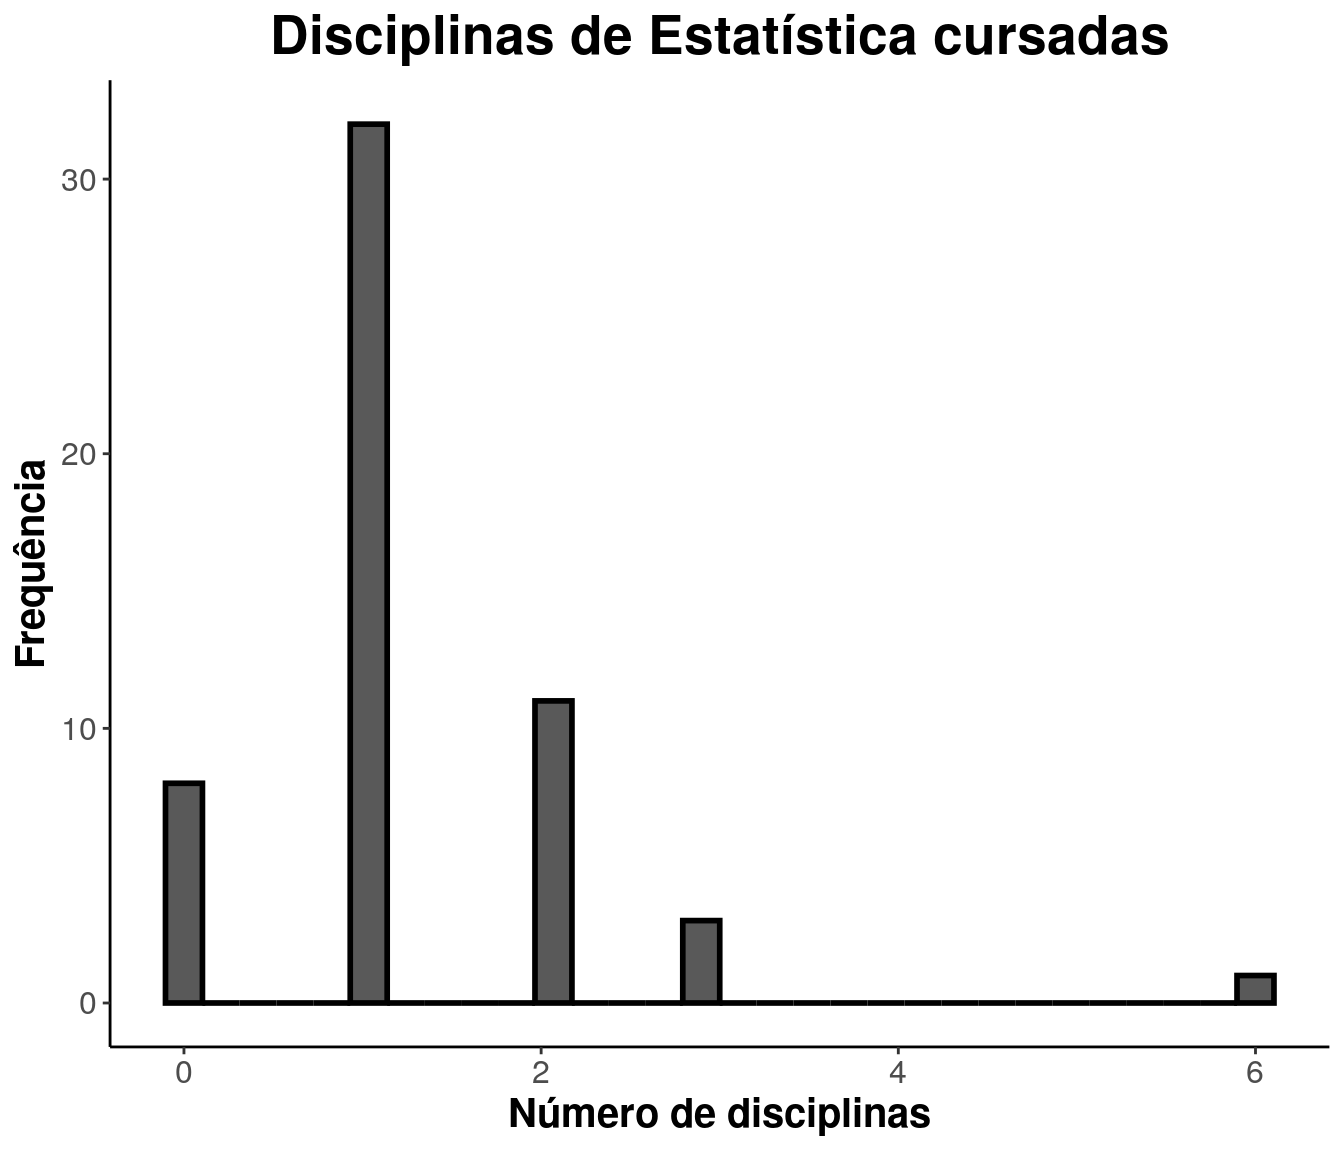 Disciplinas de Estatística cursadas
Frequência
30
20
10
0
0 2 4 6
Número de disciplinas